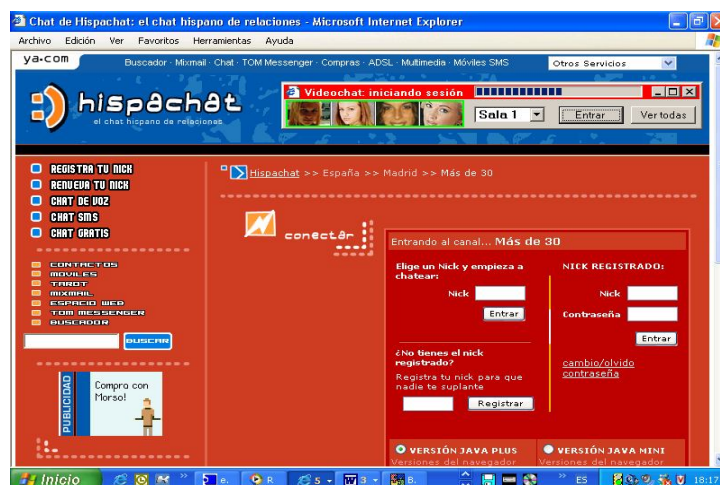 Chat de Hispachat: el chat hispano de relaciones - Microsoft Internet Explorer
Archivo Edición Ver Favoritos Herramientas Ayuda
ya.com
Buscador · Mixmail · Chat · TOM Messenger · Compras · ADSL · Multimedia · Móviles SMS
Otros Servicios
hispachat
el chat hispano de relaciones
Videochat: iniciando sesión
Sala 1
Entrar
Ver todas
REGISTRA TU NICK
RENUEVA TU NICK
CHAT DE VOZ
CHAT SMS
CHAT GRATIS
CONTACTOS
MOVILES
TAROT
MIXMAIL
ESPACIO WEB
TOM MESSENGER
BUSCADOR
BUSCAR
PUBLICIDAD
Compra con
Morso!
Hispachat >> España >> Madrid >> Más de 30
conectar
Entrando al canal... Más de 30
Elige un Nick y empieza a
chatear:
Nick
Entrar
¿No tienes el nick
registrado?
Registra tu nick para que
nadie te suplante
Registrar
NICK REGISTRADO:
Nick
Contraseña
Entrar
cambio/olvido
contraseña
VERSIÓN JAVA PLUS
Versiones del navegador
VERSIÓN JAVA MINI
Versiones del navegador
Inicio
e.
R
5
3
B.
ES
18:17